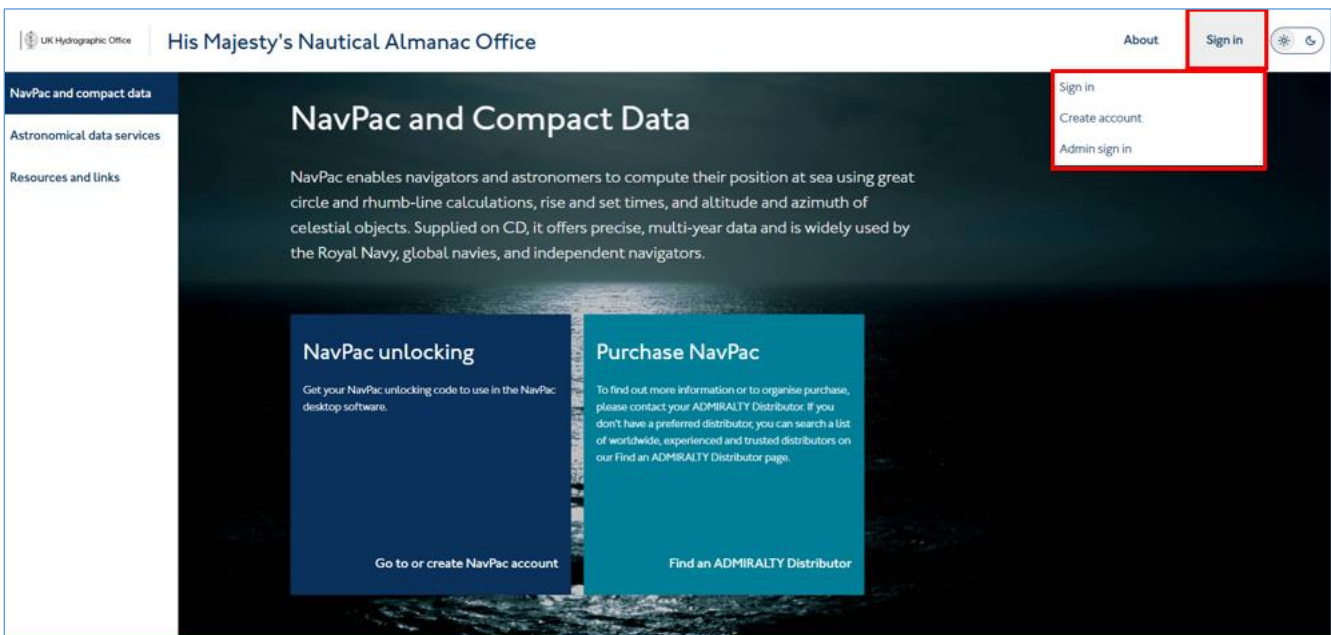 UK Hydrographic Office
His Majesty's Nautical Almanac Office
About
Sign in
NavPac and compact data
Astronomical data services
Resources and links
Sign in
Create account
Admin sign in
NavPac and Compact Data
NavPac enables navigators and astronomers to compute their position at sea using great
circle and rhumb-line calculations, rise and set times, and altitude and azimuth of
celestial objects. Supplied on CD, it offers precise, multi-year data and is widely used by
the Royal Navy, global navies, and independent navigators.
NavPac unlocking
Get your NavPac unlocking code to use in the NavPac
desktop software.
Go to or create NavPac account
Purchase NavPac
To find out more information or to organise purchase,
please contact your ADMIRALTY Distributor. If you
don't have a preferred distributor, you can search a list
of worldwide, experienced and trusted distributors on
our Find an ADMIRALTY Distributor page.
Find an ADMIRALTY Distributor